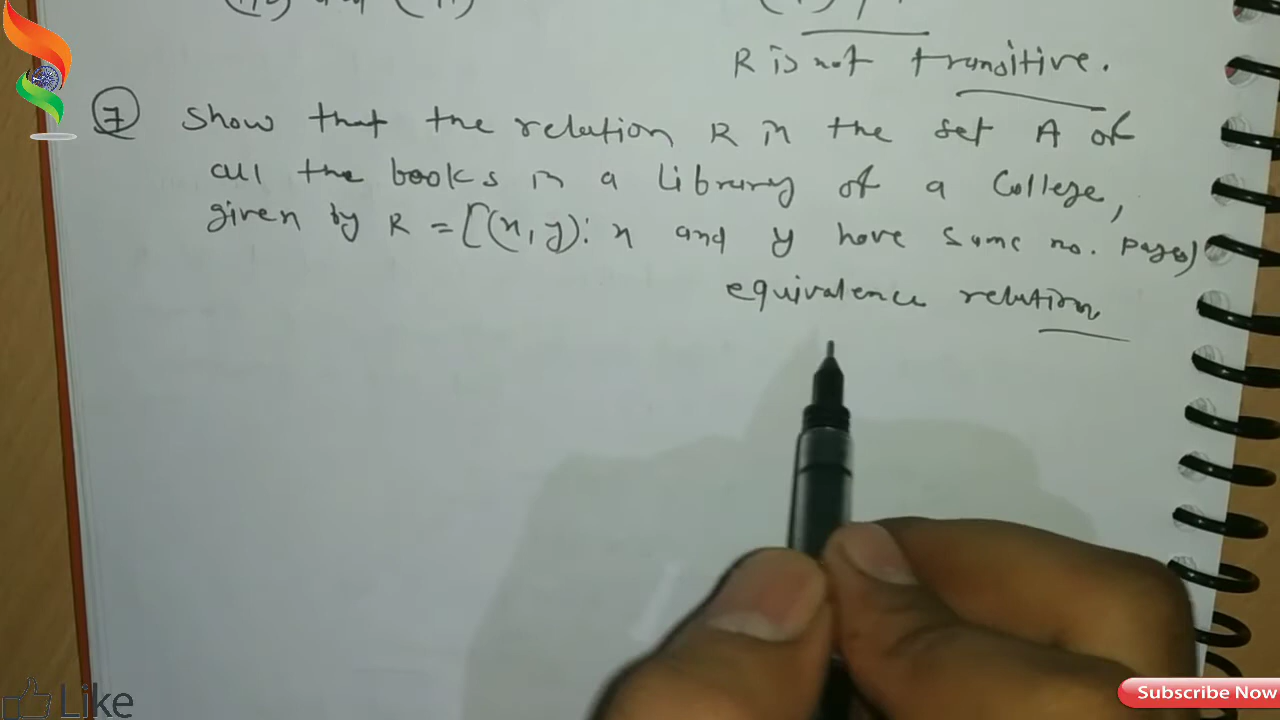 R is not transitive.
7 Show that the relation R in the set A of
all the books in a library of a College,
given by R = [(x, y): x and y have same no. pages}
equivalence relation
Like
Subscribe Now